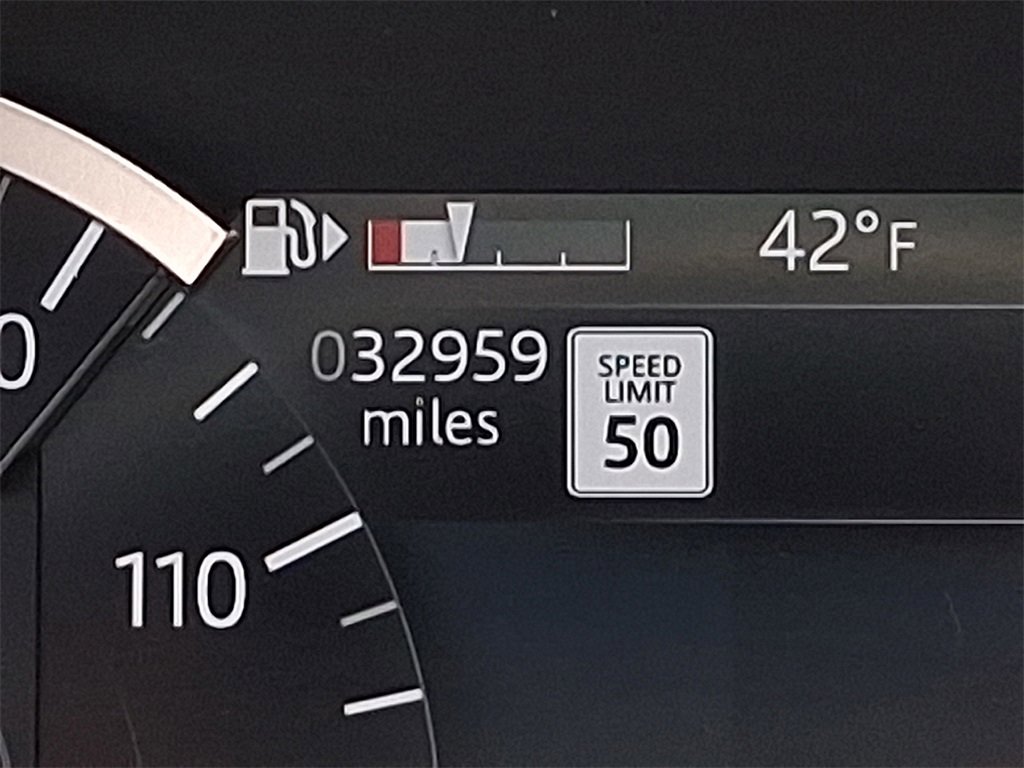 42°F
032959
miles
SPEED
LIMIT
50
0
110